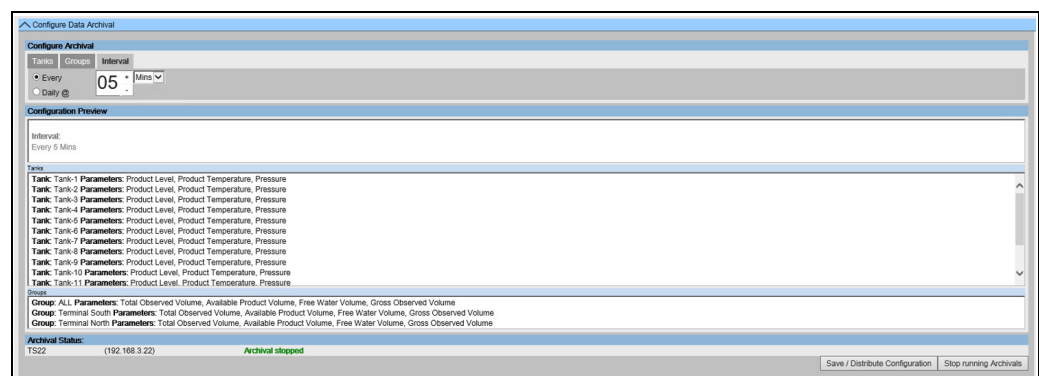 Configure Data Archival
Configure Archival
Tanks Groups Interval
Every 05 + - Mins
Daily @
Configuration Preview
Interval:
Every 5 Mins
Tanks
Tank: Tank-1 Parameters: Product Level, Product Temperature, Pressure
Tank: Tank-2 Parameters: Product Level, Product Temperature, Pressure
Tank: Tank-3 Parameters: Product Level, Product Temperature, Pressure
Tank: Tank-4 Parameters: Product Level, Product Temperature, Pressure
Tank: Tank-5 Parameters: Product Level, Product Temperature, Pressure
Tank: Tank-6 Parameters: Product Level, Product Temperature, Pressure
Tank: Tank-7 Parameters: Product Level, Product Temperature, Pressure
Tank: Tank-8 Parameters: Product Level, Product Temperature, Pressure
Tank: Tank-9 Parameters: Product Level, Product Temperature, Pressure
Tank: Tank-10 Parameters: Product Level, Product Temperature, Pressure
Tank: Tank-11 Parameters: Product Level, Product Temperature, Pressure
Groups
Group: ALL Parameters: Total Observed Volume, Available Product Volume, Free Water Volume, Gross Observed Volume
Group: Terminal South Parameters: Total Observed Volume, Available Product Volume, Free Water Volume, Gross Observed Volume
Group: Terminal North Parameters: Total Observed Volume, Available Product Volume, Free Water Volume, Gross Observed Volume
Archival Status:
TS22 (192.168.3.22) Archival stopped
Save / Distribute Configuration Stop running Archivals